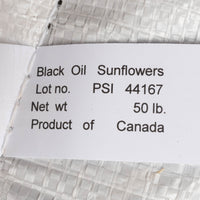 Black Oil Sunflowers
Lot no. PSI 44167
Net wt 50 lb.
Product of Canada